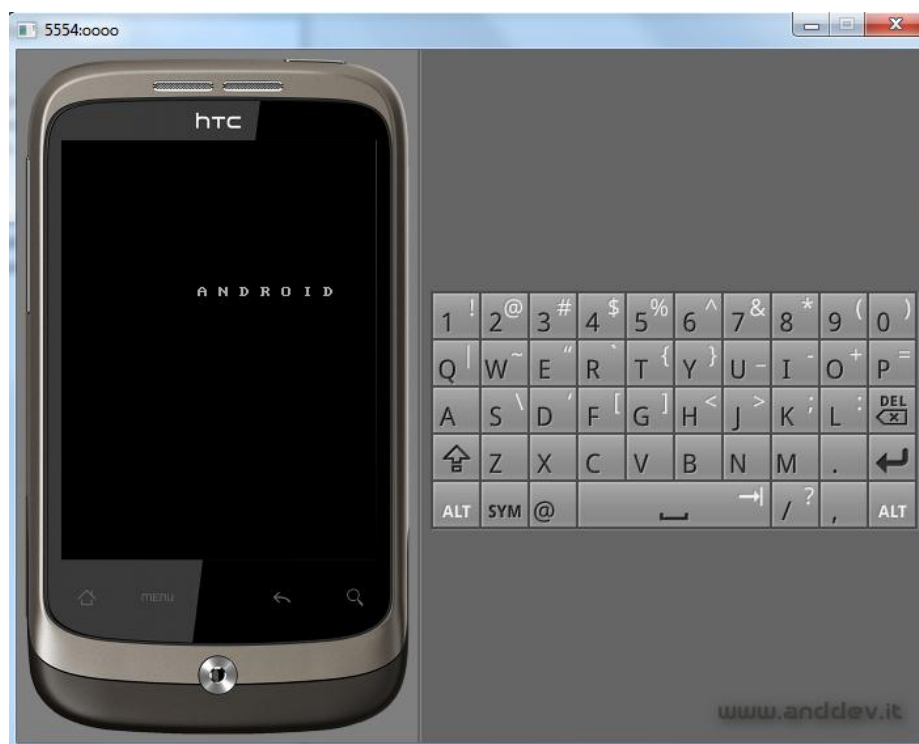 5554:oooo
hTC
A N D R O I D
MENU
1 ! 2 @ 3 # 4 $ 5 % 6 ^ 7 & 8 * 9 ( 0 )
Q | W ~ E “ R ` T { Y } U _ I - O + P =
A S \ D ‘ F [ G ] H < J > K ; L : DEL
Z X C V B N M .
ALT SYM @ / ? , ALT
www.anddev.it